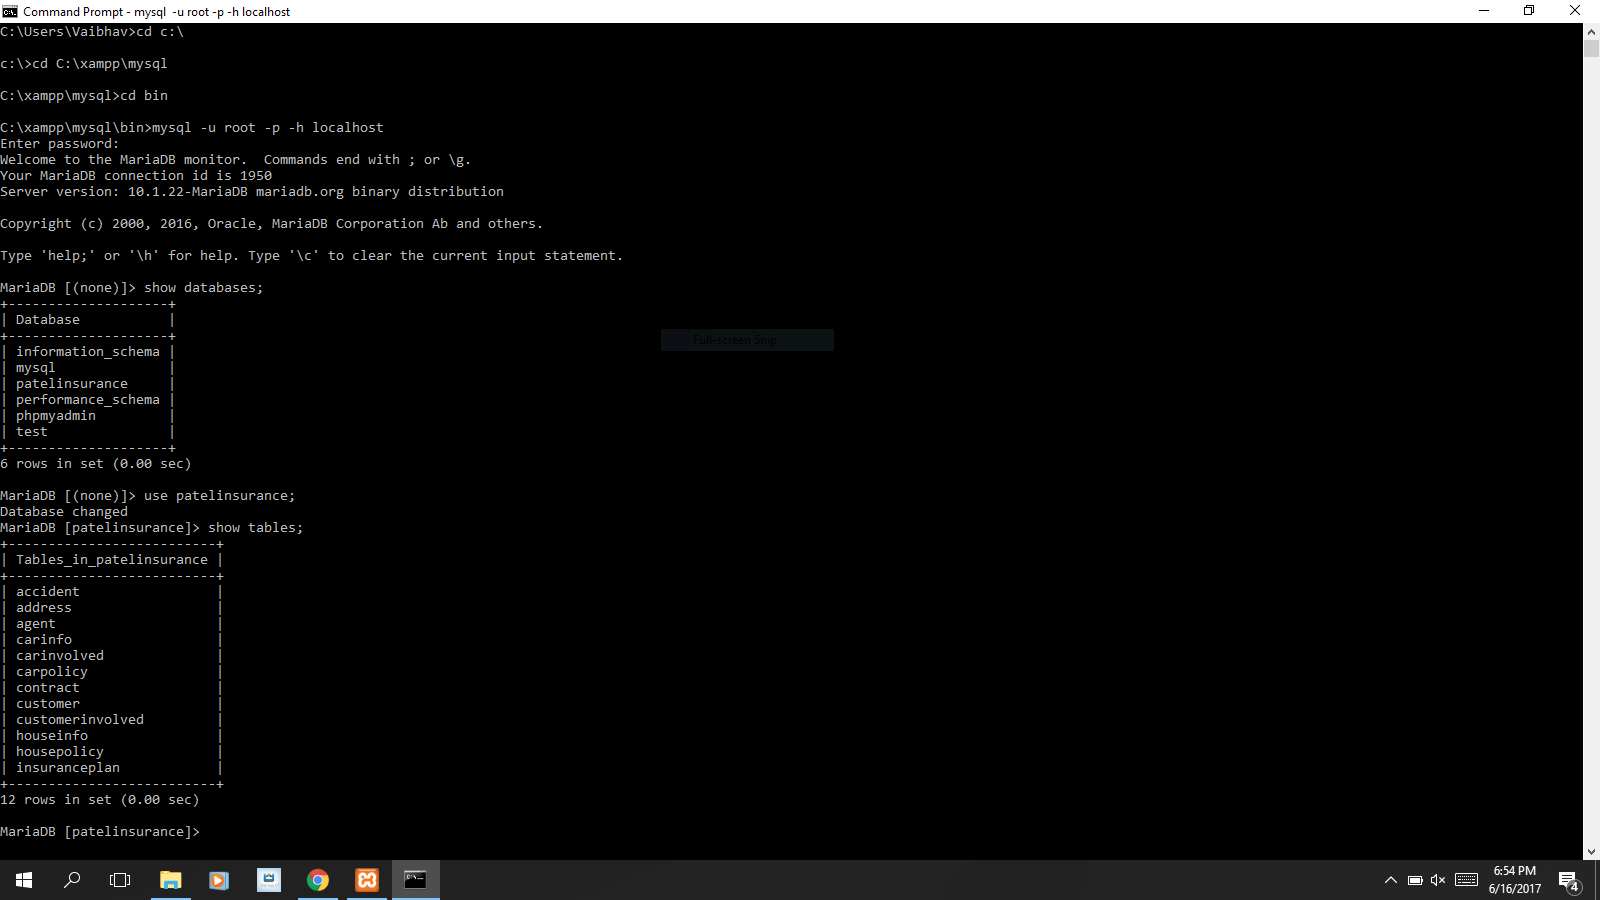 Command Prompt - mysql  -u root -p -h localhost
C:\Users\Vaibhav>cd c:\
c:\>cd C:\xampp\mysql
C:\xampp\mysql>cd bin
C:\xampp\mysql\bin>mysql -u root -p -h localhost
Enter password:
Welcome to the MariaDB monitor.  Commands end with ; or \g.
Your MariaDB connection id is 1950
Server version: 10.1.22-MariaDB mariadb.org binary distribution
Copyright (c) 2000, 2016, Oracle, MariaDB Corporation Ab and others.
Type 'help;' or '\h' for help. Type '\c' to clear the current input statement.
MariaDB [(none)]> show databases;
+--------------------+
| Database           |
+--------------------+
| information_schema |
| mysql              |
| patelinsurance     |
| performance_schema |
| phpmyadmin         |
| test               |
+--------------------+
6 rows in set (0.00 sec)
Full-screen Snip
MariaDB [(none)]> use patelinsurance;
Database changed
MariaDB [patelinsurance]> show tables;
+--------------------------+
| Tables_in_patelinsurance |
+--------------------------+
| accident                 |
| address                  |
| agent                    |
| carinfo                  |
| carinvolved              |
| carpolicy                |
| contract                 |
| customer                 |
| customerinvolved         |
| houseinfo                |
| housepolicy              |
| insuranceplan            |
+--------------------------+
12 rows in set (0.00 sec)
MariaDB [patelinsurance]>
6:54 PM
6/16/2017
4